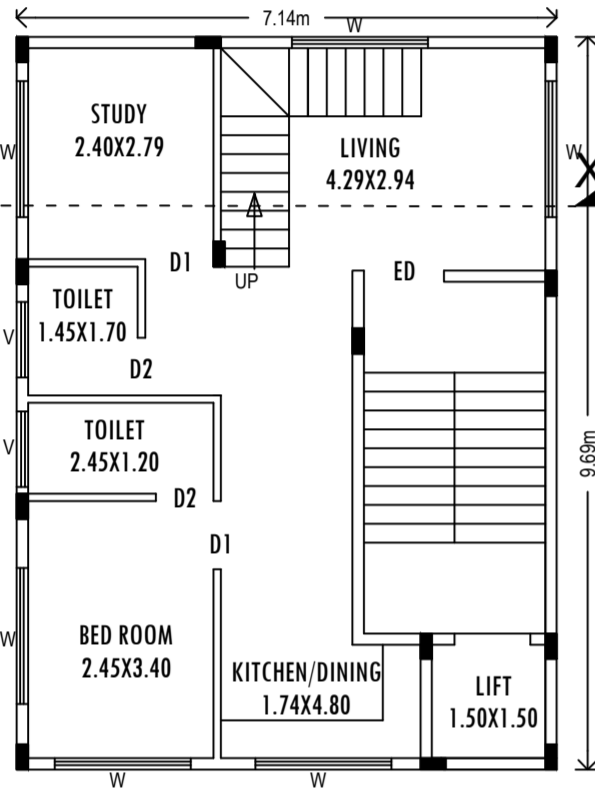 7.14m
W
STUDY
2.40X2.79
LIVING
4.29X2.94
W
W
X
D1
ED
UP
TOILET
1.45X1.70
V
D2
TOILET
2.45X1.20
V
9.69m
D2
D1
BED ROOM
2.45X3.40
W
KITCHEN/DINING
1.74X4.80
LIFT
1.50X1.50
W
W